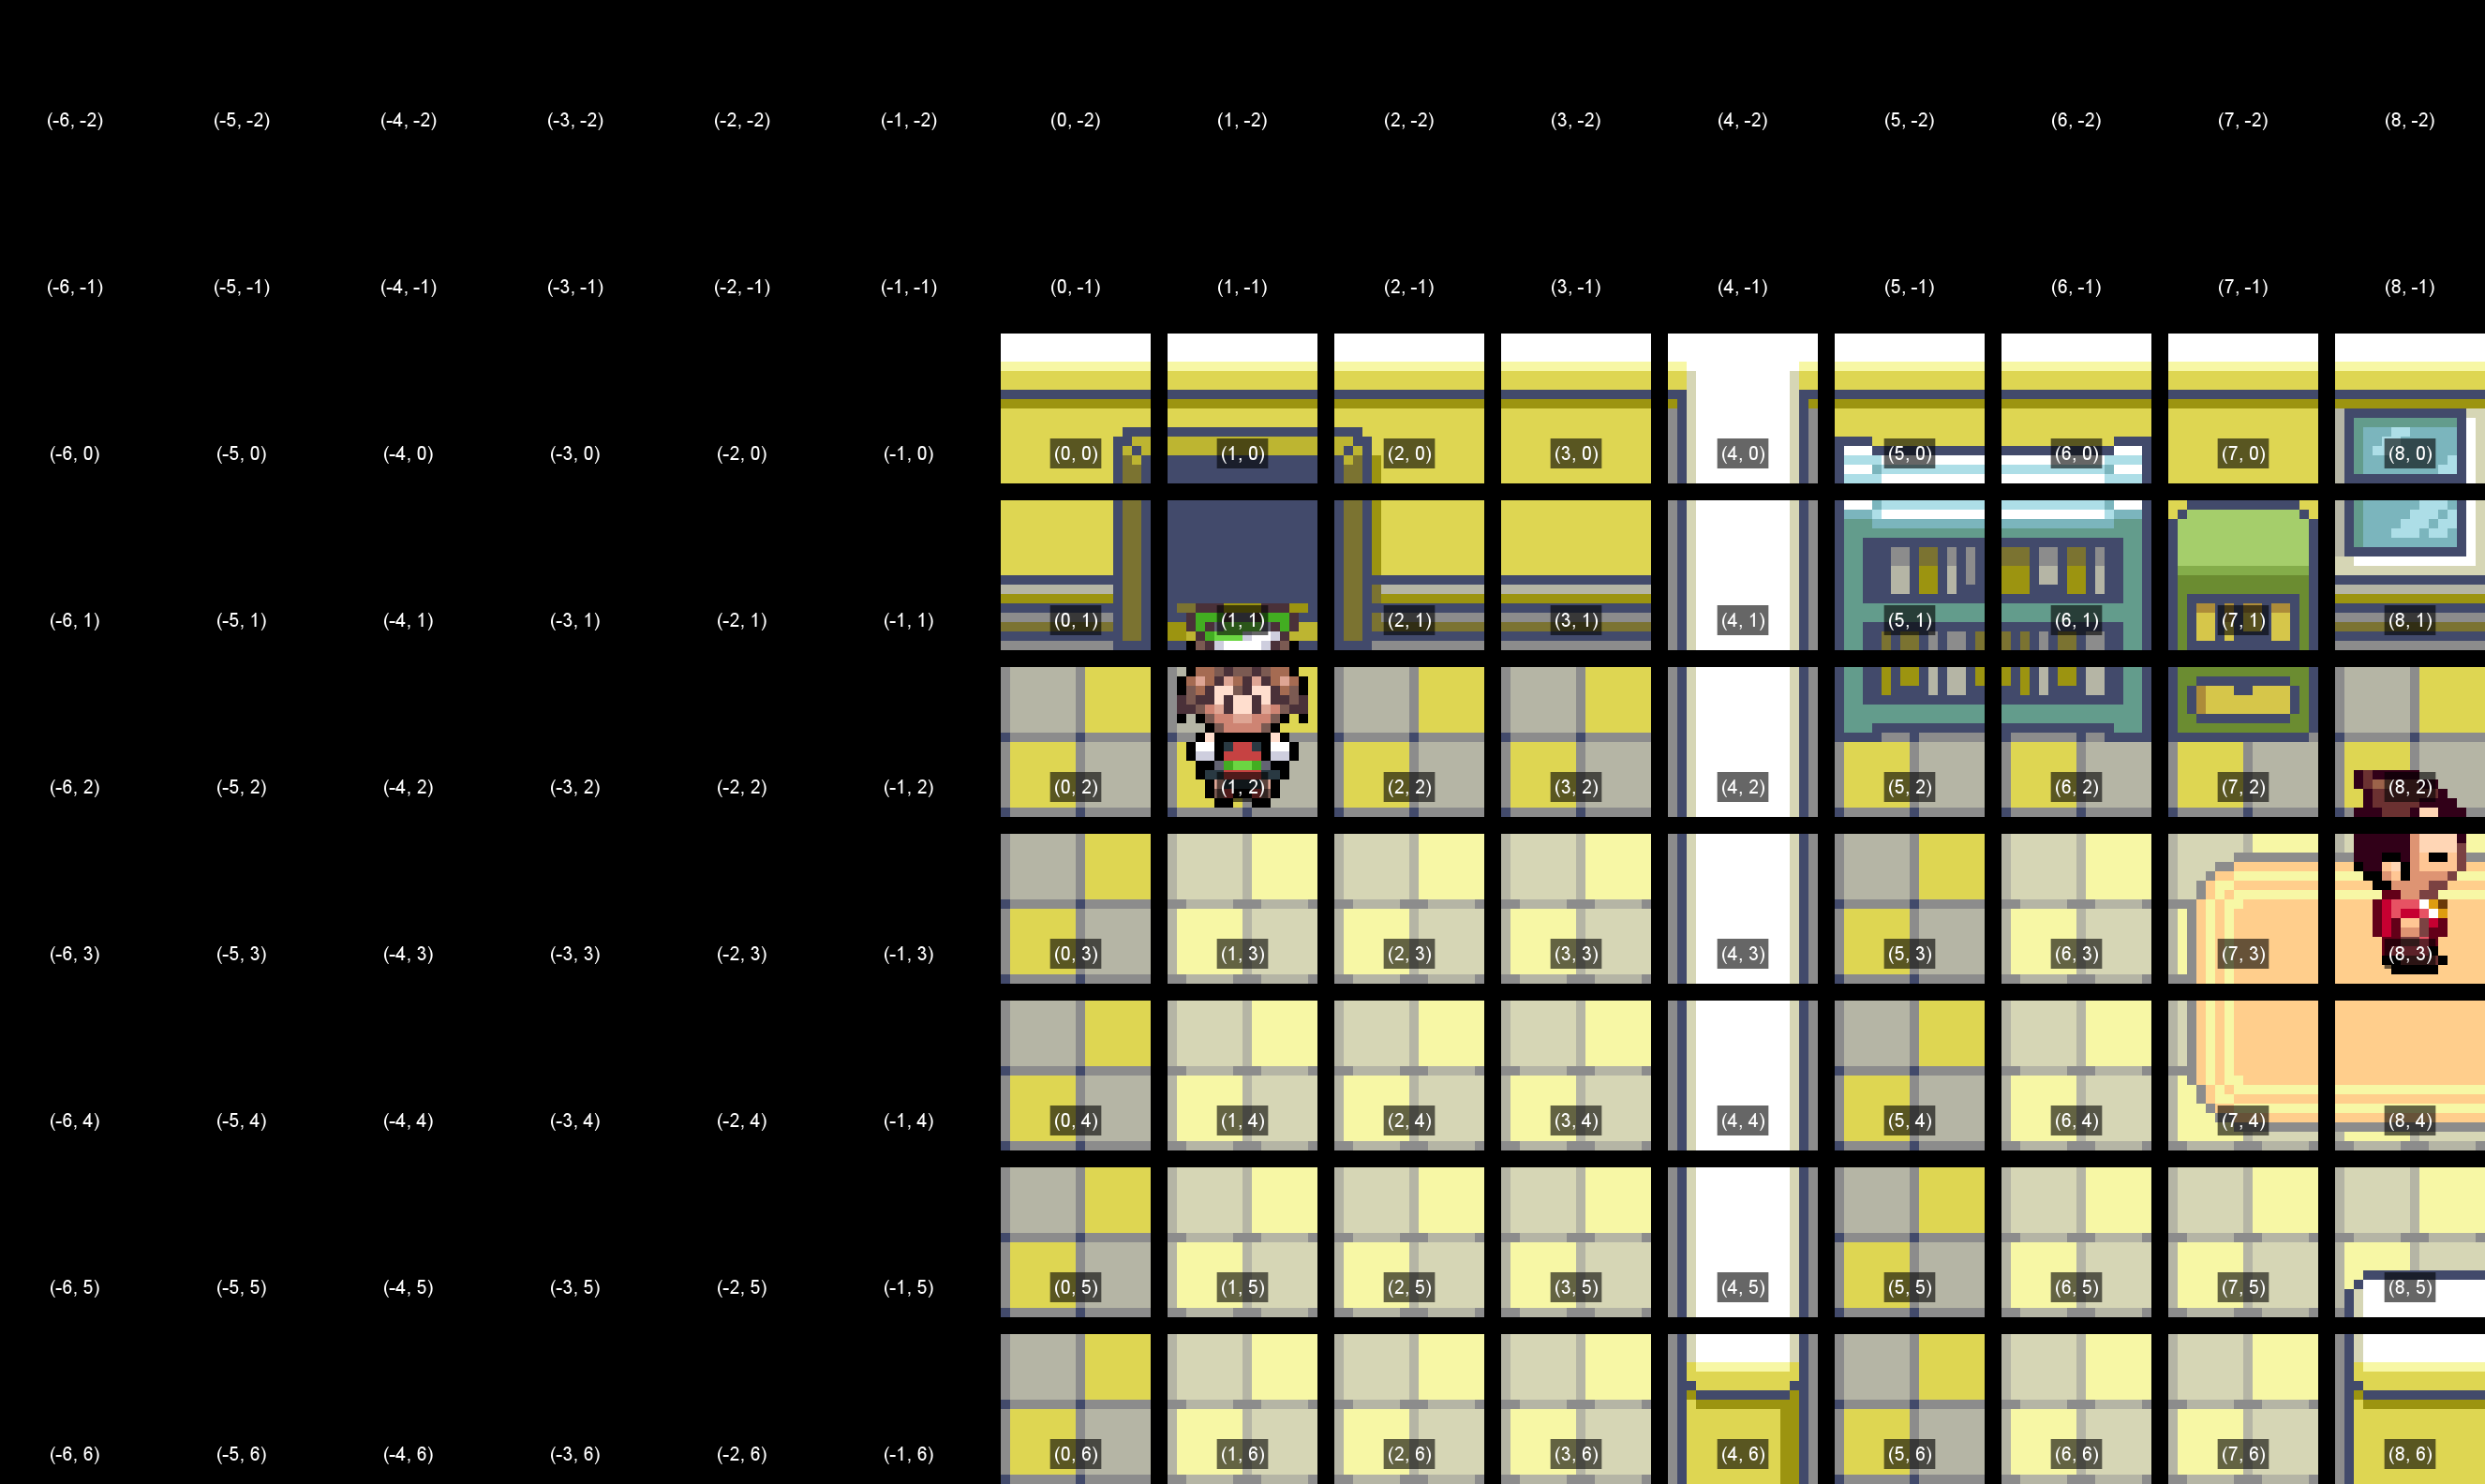 (-6, -2) (-5, -2) (-4, -2) (-3, -2) (-2, -2) (-1, -2) (0, -2) (1, -2) (2, -2) (3, -2) (4, -2) (5, -2) (6, -2) (7, -2) (8, -2)
(-6, -1) (-5, -1) (-4, -1) (-3, -1) (-2, -1) (-1, -1) (0, -1) (1, -1) (2, -1) (3, -1) (4, -1) (5, -1) (6, -1) (7, -1) (8, -1)
(-6, 0) (-5, 0) (-4, 0) (-3, 0) (-2, 0) (-1, 0) (0, 0) (1, 0) (2, 0) (3, 0) (4, 0) (5, 0) (6, 0) (7, 0) (8, 0)
(-6, 1) (-5, 1) (-4, 1) (-3, 1) (-2, 1) (-1, 1) (0, 1) (1, 1) (2, 1) (3, 1) (4, 1) (5, 1) (6, 1) (7, 1) (8, 1)
(-6, 2) (-5, 2) (-4, 2) (-3, 2) (-2, 2) (-1, 2) (0, 2) (1, 2) (2, 2) (3, 2) (4, 2) (5, 2) (6, 2) (7, 2) (8, 2)
(-6, 3) (-5, 3) (-4, 3) (-3, 3) (-2, 3) (-1, 3) (0, 3) (1, 3) (2, 3) (3, 3) (4, 3) (5, 3) (6, 3) (7, 3) (8, 3)
(-6, 4) (-5, 4) (-4, 4) (-3, 4) (-2, 4) (-1, 4) (0, 4) (1, 4) (2, 4) (3, 4) (4, 4) (5, 4) (6, 4) (7, 4) (8, 4)
(-6, 5) (-5, 5) (-4, 5) (-3, 5) (-2, 5) (-1, 5) (0, 5) (1, 5) (2, 5) (3, 5) (4, 5) (5, 5) (6, 5) (7, 5) (8, 5)
(-6, 6) (-5, 6) (-4, 6) (-3, 6) (-2, 6) (-1, 6) (0, 6) (1, 6) (2, 6) (3, 6) (4, 6) (5, 6) (6, 6) (7, 6) (8, 6)